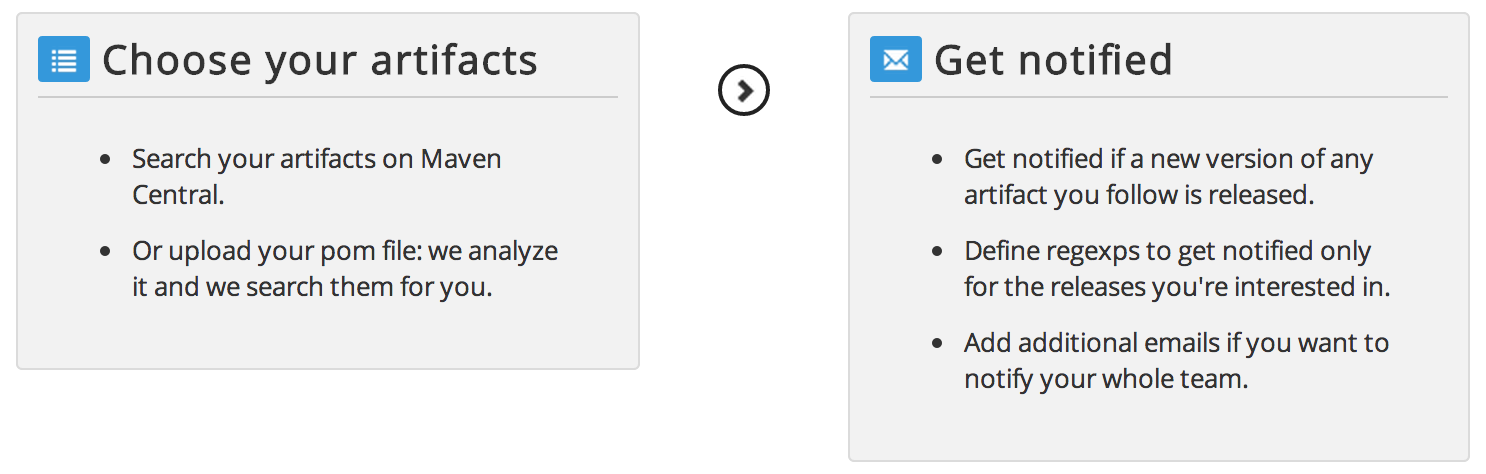 Choose your artifacts
• Search your artifacts on Maven
Central.
• Or upload your pom file: we analyze
it and we search them for you.
Get notified
• Get notified if a new version of any
artifact you follow is released.
• Define regexps to get notified only
for the releases you're interested in.
• Add additional emails if you want to
notify your whole team.